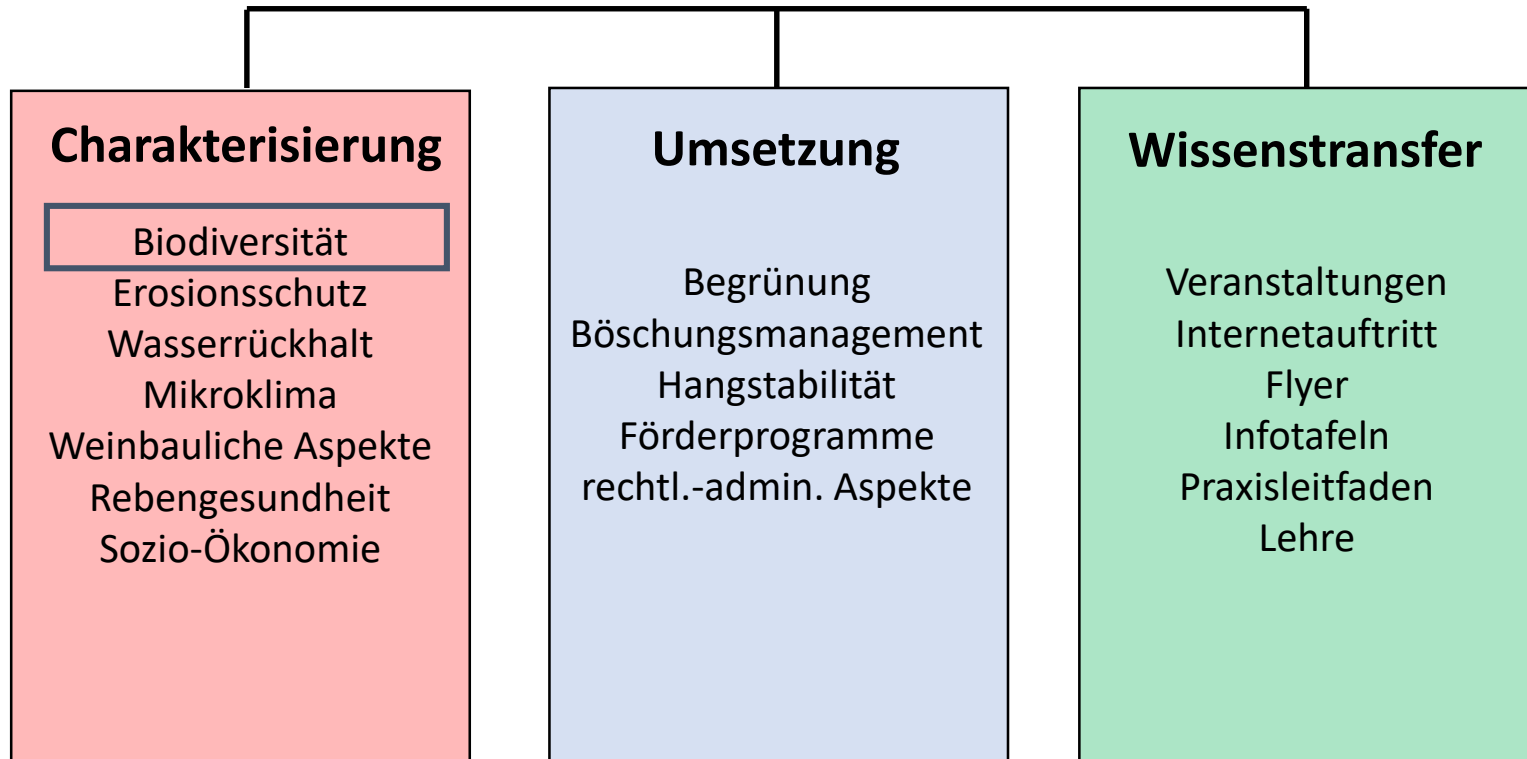 Charakterisierung
Biodiversität
Erosionsschutz
Wasserrückhalt
Mikroklima
Weinbauliche Aspekte
Rebengesundheit
Sozio-Ökonomie
Umsetzung
Begrünung
Böschungsmanagement
Hangstabilität
Förderprogramme
rechtl.-admin. Aspekte
Wissenstransfer
Veranstaltungen
Internetauftritt
Flyer
Infotafeln
Praxisleitfaden
Lehre